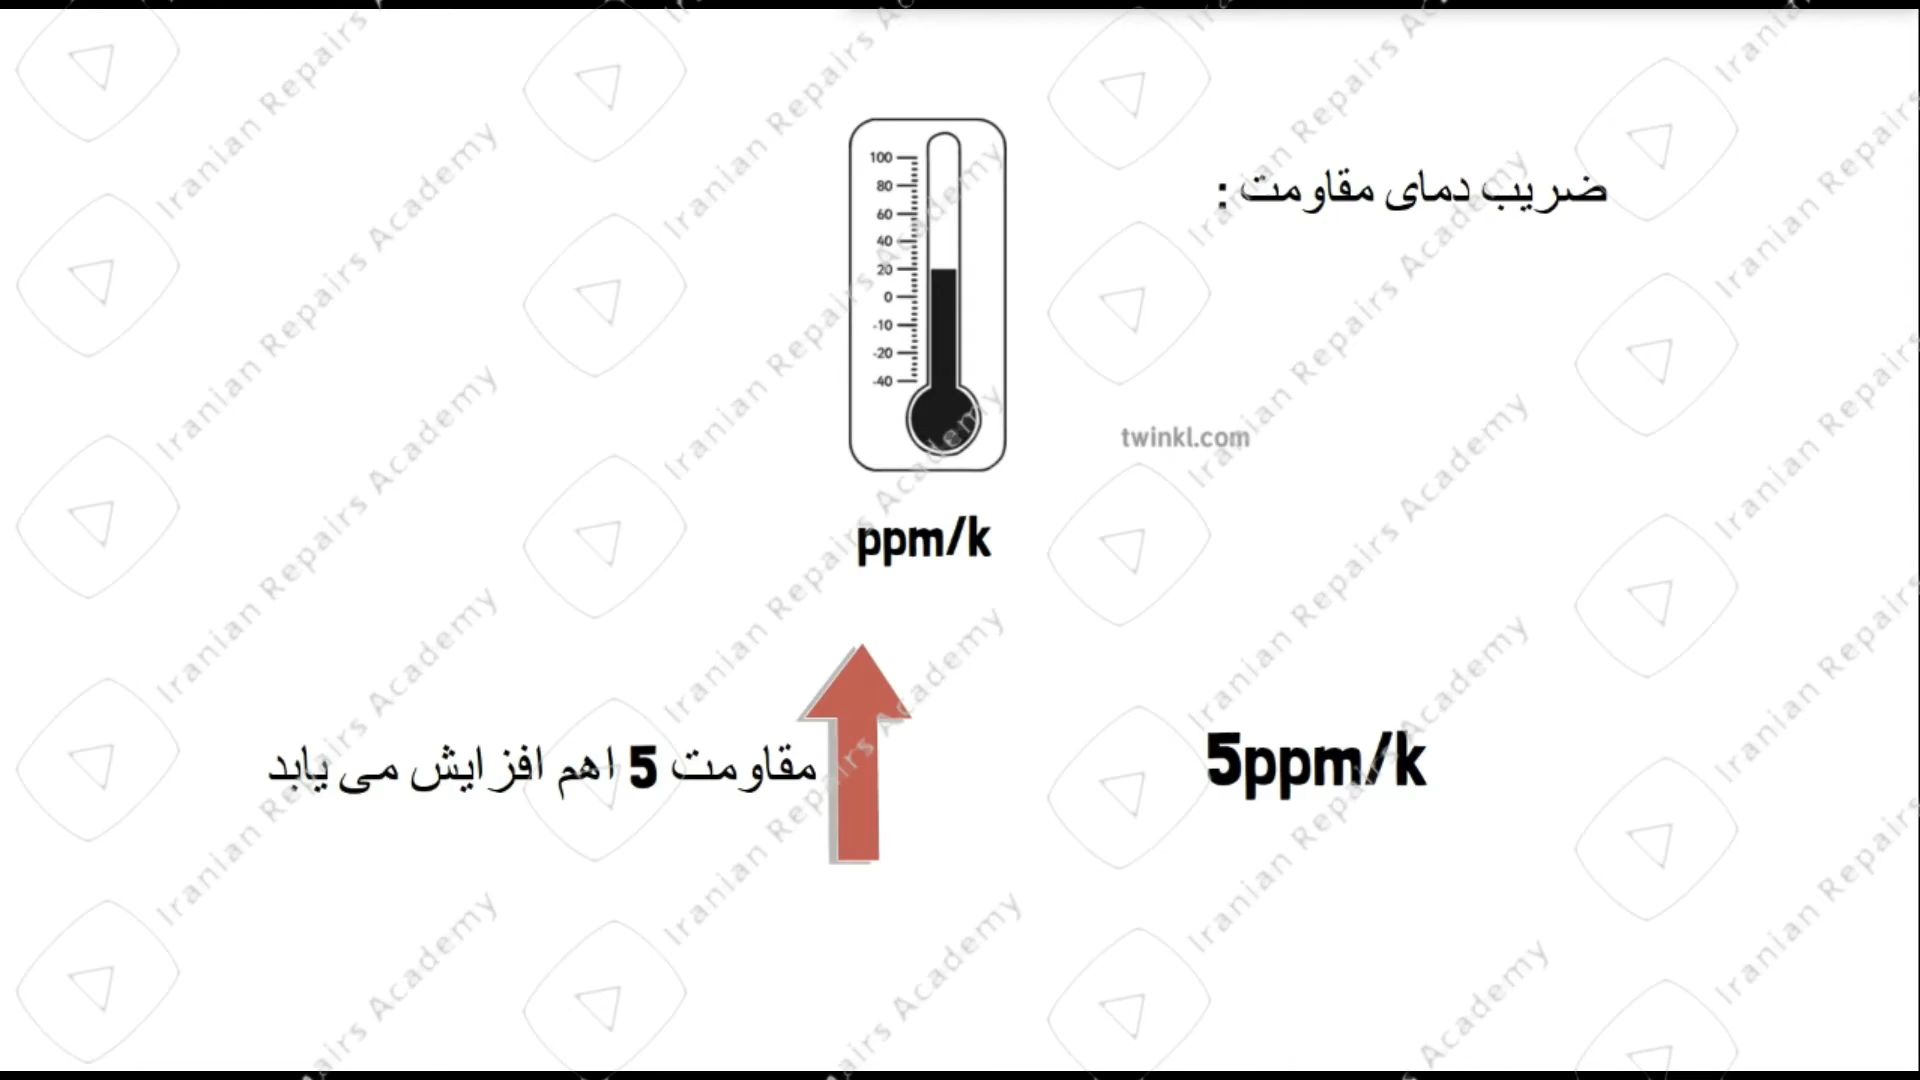 ضریب دمای مقاومت :
100
80
60
40
20
0
-10
-20
-40
twinkl.com
ppm/k
5ppm/k
مقاومت 5 اهم افزایش می یابد
Iranian Repairs Academy